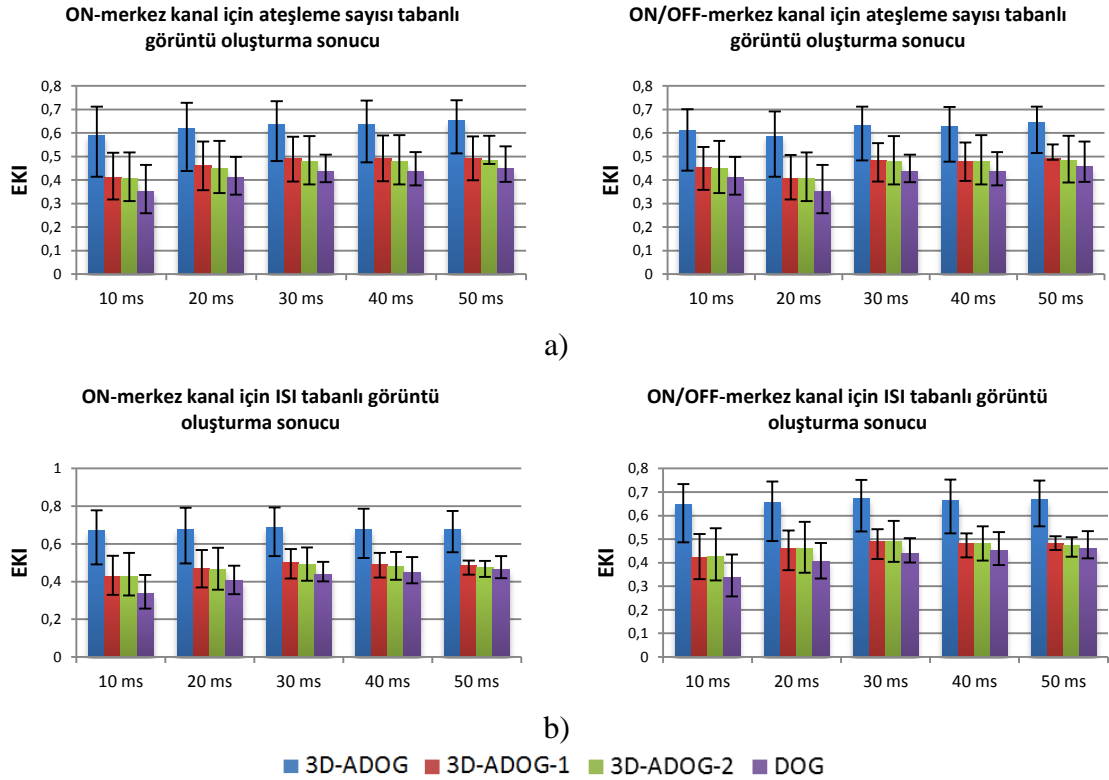 ON-merkez kanal için ateşleme sayısı tabanlı
görüntü oluşturma sonucu
EKI
0,8
0,7
0,6
0,5
0,4
0,3
0,2
0,1
0
10 ms 20 ms 30 ms 40 ms 50 ms
ON/OFF-merkez kanal için ateşleme sayısı tabanlı
görüntü oluşturma sonucu
EKI
0,8
0,7
0,6
0,5
0,4
0,3
0,2
0,1
0
10 ms 20 ms 30 ms 40 ms 50 ms
a)
ON-merkez kanal için ISI tabanlı görüntü
oluşturma sonucu
EKI
1
0,8
0,6
0,4
0,2
0
10 ms 20 ms 30 ms 40 ms 50 ms
ON/OFF-merkez kanal için ISI tabanlı görüntü
oluşturma sonucu
EKI
0,8
0,7
0,6
0,5
0,4
0,3
0,2
0,1
0
10 ms 20 ms 30 ms 40 ms 50 ms
b)
3D-ADOG 3D-ADOG-1 3D-ADOG-2 DOG